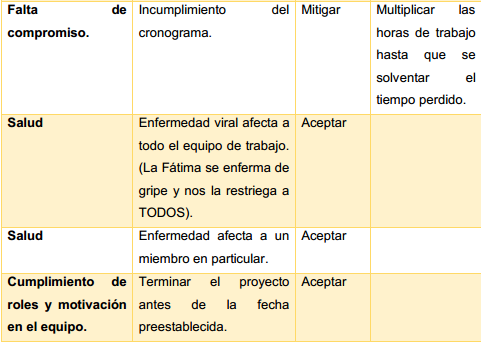 Falta de compromiso.
Incumplimiento del cronograma.
Mitigar
Multiplicar las
horas de trabajo
hasta que se
solventar el
tiempo perdido.
Salud
Enfermedad viral afecta a
todo el equipo de trabajo.
(La Fátima se enferma de
gripe y nos la restriega a
TODOS).
Aceptar
Salud
Enfermedad afecta a un
miembro en particular.
Aceptar
Cumplimiento de
roles y motivación
en el equipo.
Terminar el proyecto
antes de la fecha
preestablecida.
Aceptar